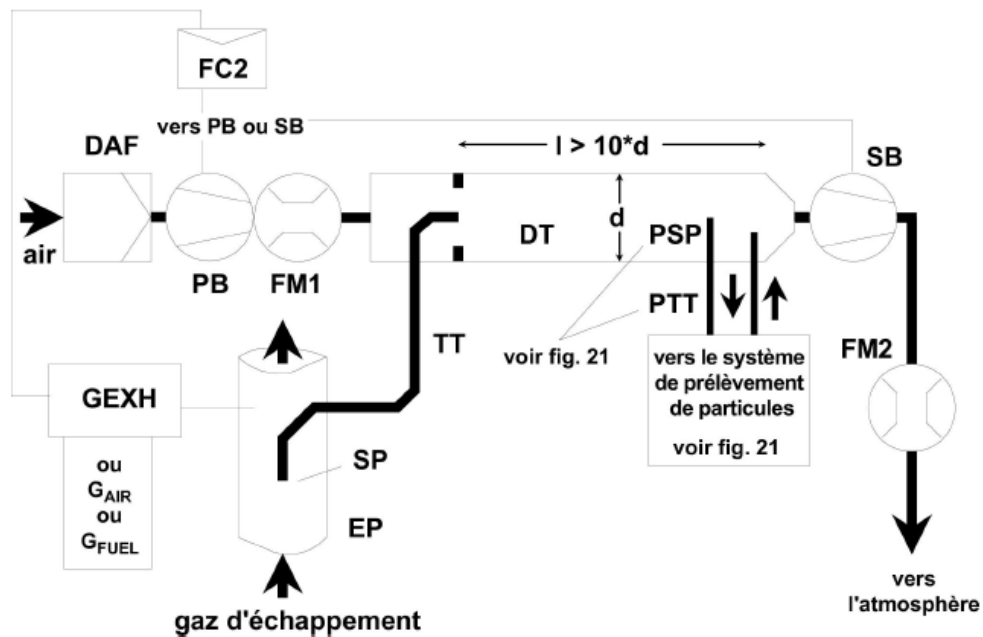 FC2
vers PB ou SB
DAF
l > 10*d
SB
air
PB
FM1
DT
d
PSP
PTT
TT
voir fig. 21
vers le système
de prélèvement
de particules
voir fig. 21
FM2
GEXH
ou
GAIR
ou
GFUEL
SP
EP
gaz d'échappement
vers
l'atmosphère